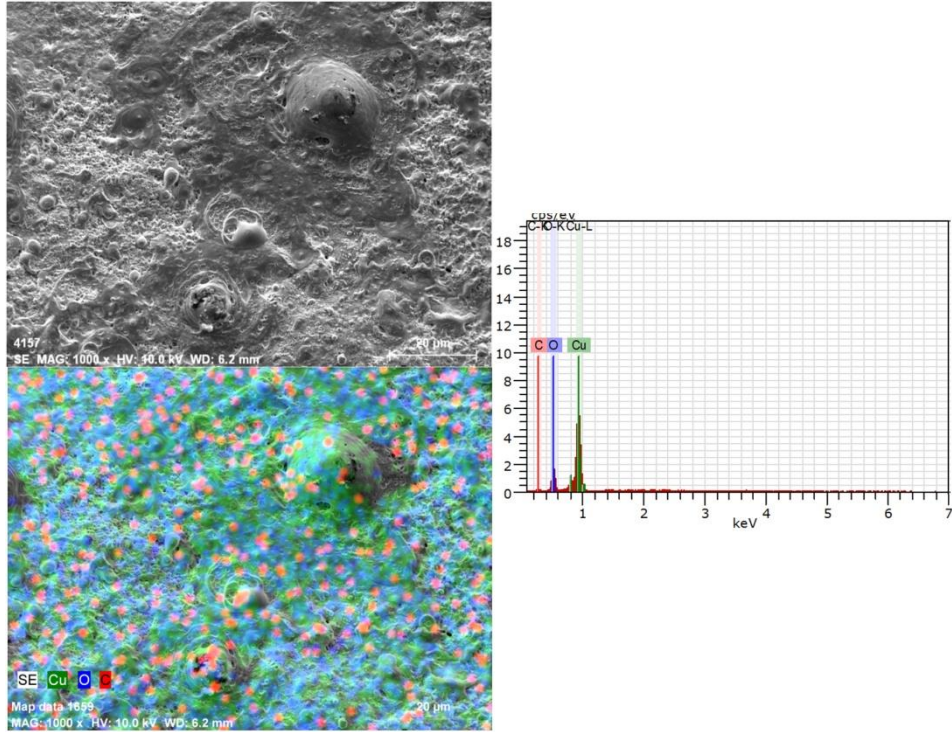 4157
SE MAG: 1000 x HV: 10.0 kV WD: 6.2 mm
20 µm
SE Cu O C
Map data 1659
MAG: 1000 x HV: 10.0 kV WD: 6.2 mm
20 µm
cps/eV
C-K O-K Cu-L
18
16
14
12
10
8
6
4
2
0
C O Cu
1 2 3 4 5 6 7
keV